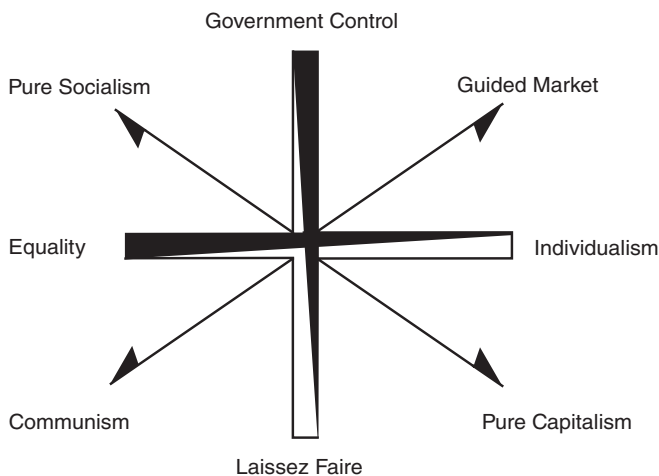 Government Control
Pure Socialism
Guided Market
Equality
Individualism
Communism
Pure Capitalism
Laissez Faire